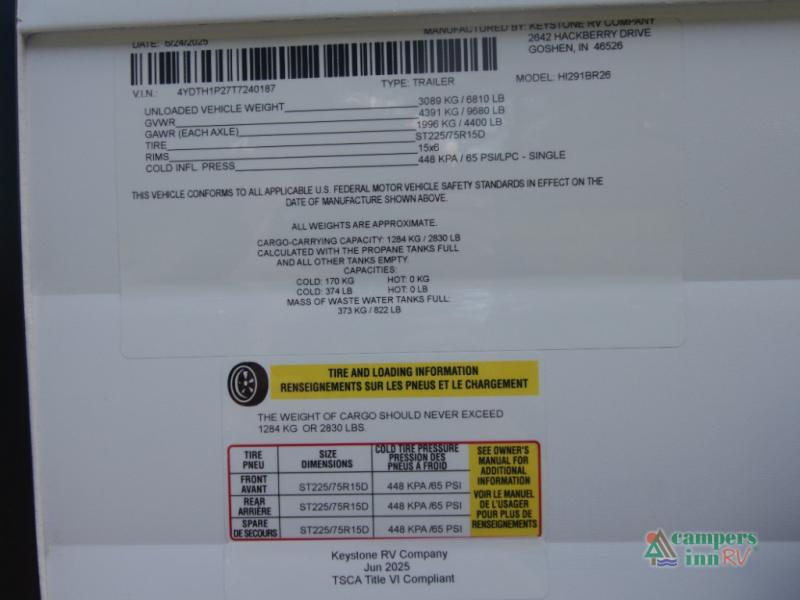 MANUFACTURED BY: KEYSTONE RV COMPANY
DATE: 6/24/2025
2642 HACKBERRY DRIVE
GOSHEN, IN 46526
V.I.N.: 4YDTH1P27T7240187
TYPE: TRAILER
MODEL: HI291BR26
UNLOADED VEHICLE WEIGHT 3089 KG / 6810 LB
GVWR 4391 KG / 9680 LB
GAWR (EACH AXLE) 1996 KG / 4400 LB
TIRE ST225/75R15D
RIMS 15x6
COLD INFL. PRESS 448 KPA / 65 PSI/LPC - SINGLE
THIS VEHICLE CONFORMS TO ALL APPLICABLE U.S. FEDERAL MOTOR VEHICLE SAFETY STANDARDS IN EFFECT ON THE
DATE OF MANUFACTURE SHOWN ABOVE.
ALL WEIGHTS ARE APPROXIMATE.
CARGO-CARRYING CAPACITY: 1284 KG / 2830 LB
CALCULATED WITH THE PROPANE TANKS FULL
AND ALL OTHER TANKS EMPTY.
CAPACITIES:
COLD: 170 KG HOT: 0 KG
COLD: 374 LB HOT: 0 LB
MASS OF WASTE WATER TANKS FULL:
373 KG / 822 LB
TIRE AND LOADING INFORMATION
RENSEIGNEMENTS SUR LES PNEUS ET LE CHARGEMENT
THE WEIGHT OF CARGO SHOULD NEVER EXCEED
1284 KG OR 2830 LBS.
TIRE
PNEU
SIZE
DIMENSIONS
COLD TIRE PRESSURE
PRESSION DES
PNEUS A FROID
FRONT
AVANT
ST225/75R15D
448 KPA /65 PSI
REAR
ARRIÈRE
ST225/75R15D
448 KPA /65 PSI
SPARE
DE SECOURS
ST225/75R15D
448 KPA /65 PSI
SEE OWNER'S
MANUAL FOR
ADDITIONAL
INFORMATION
VOIR LE MANUEL
DE L'USAGER
POUR PLUS DE
RENSEIGNEMENTS
Keystone RV Company
Jun 2025
TSCA Title VI Compliant
campers
inn RV